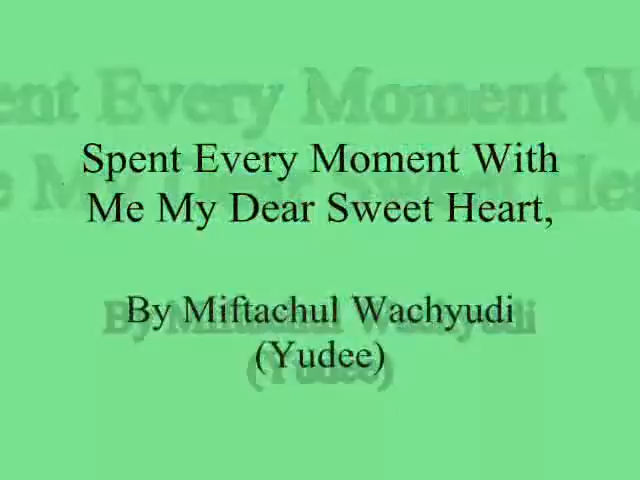 Spent Every Moment With
Me My Dear Sweet Heart,
By Miftachul Wachyudi
(Yudee)